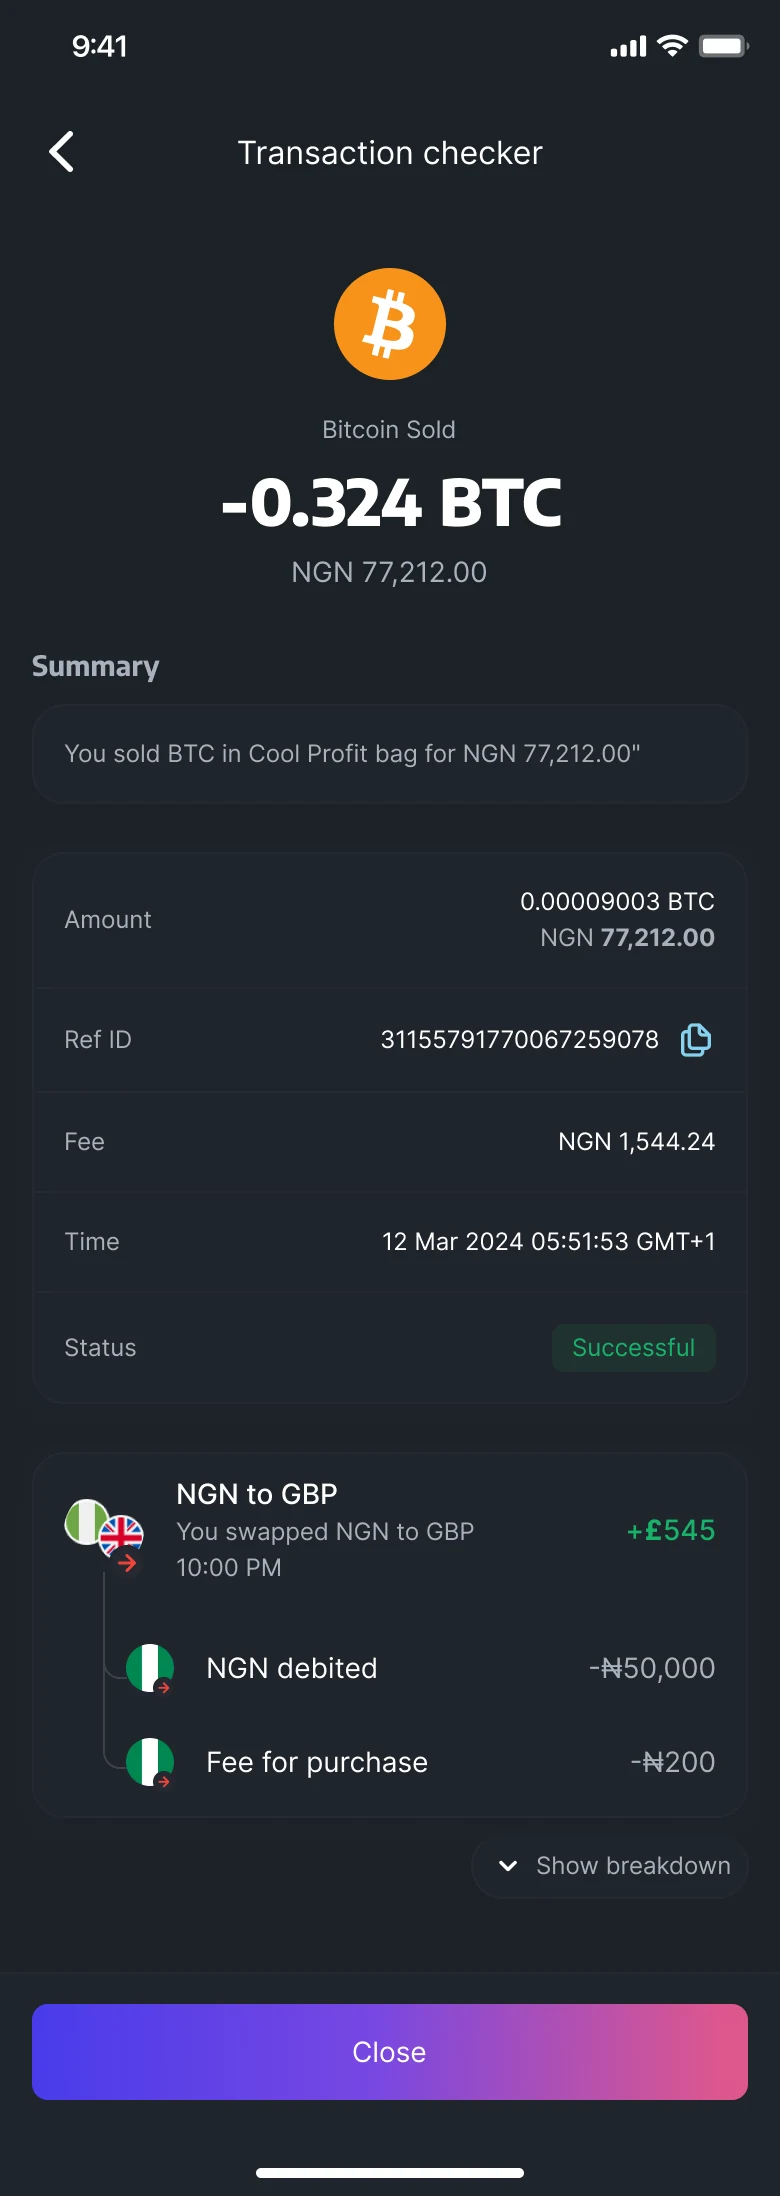 9:41
Transaction checker
Bitcoin Sold
-0.324 BTC
NGN 77,212.00
Summary
You sold BTC in Cool Profit bag for NGN 77,212.00"
Amount
0.00009003 BTC
NGN 77,212.00
Ref ID
31155791770067259078
Fee
NGN 1,544.24
Time
12 Mar 2024 05:51:53 GMT+1
Status
Successful
NGN to GBP
You swapped NGN to GBP
10:00 PM
+£545
NGN debited
-₦50,000
Fee for purchase
-₦200
Show breakdown
Close